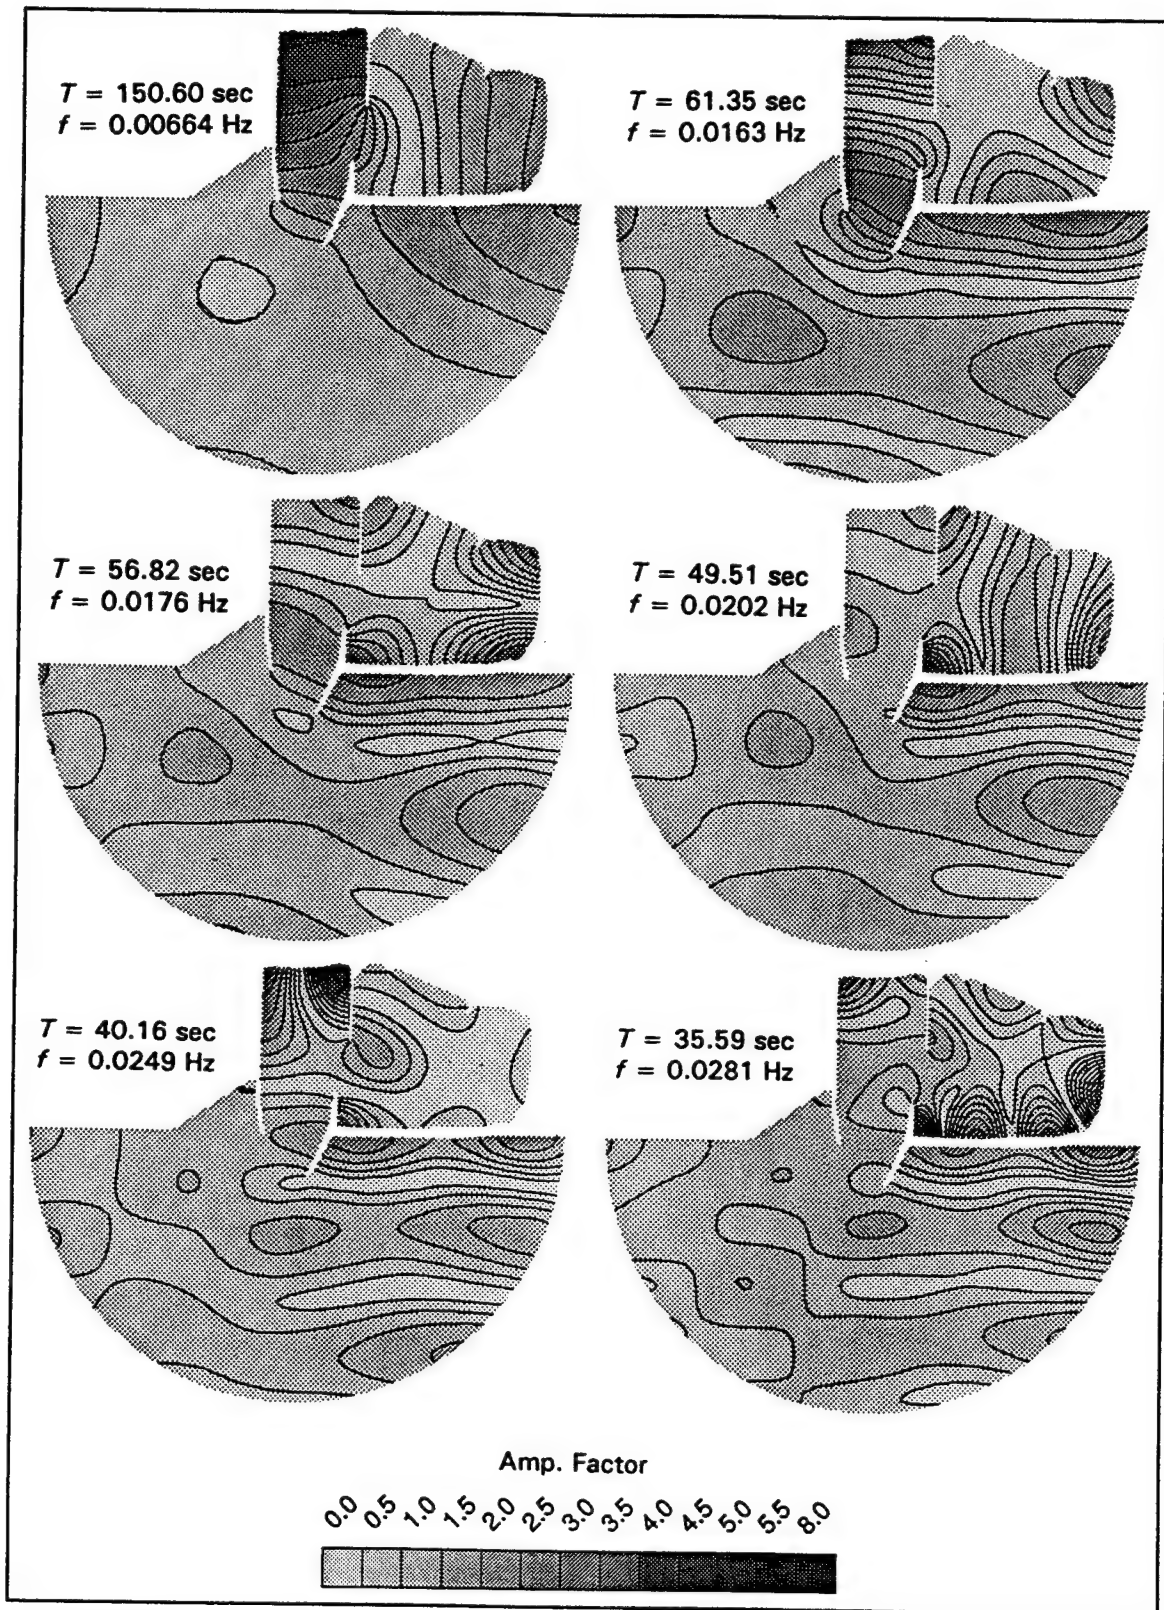 T = 150.60 sec
f = 0.00664 Hz
T = 61.35 sec
f = 0.0163 Hz
T = 56.82 sec
f = 0.0176 Hz
T = 49.51 sec
f = 0.0202 Hz
T = 40.16 sec
f = 0.0249 Hz
T = 35.59 sec
f = 0.0281 Hz
Amp. Factor
0.0 0.5 1.0 1.5 2.0 2.5 3.0 3.5 4.0 4.5 5.0 5.5 8.0